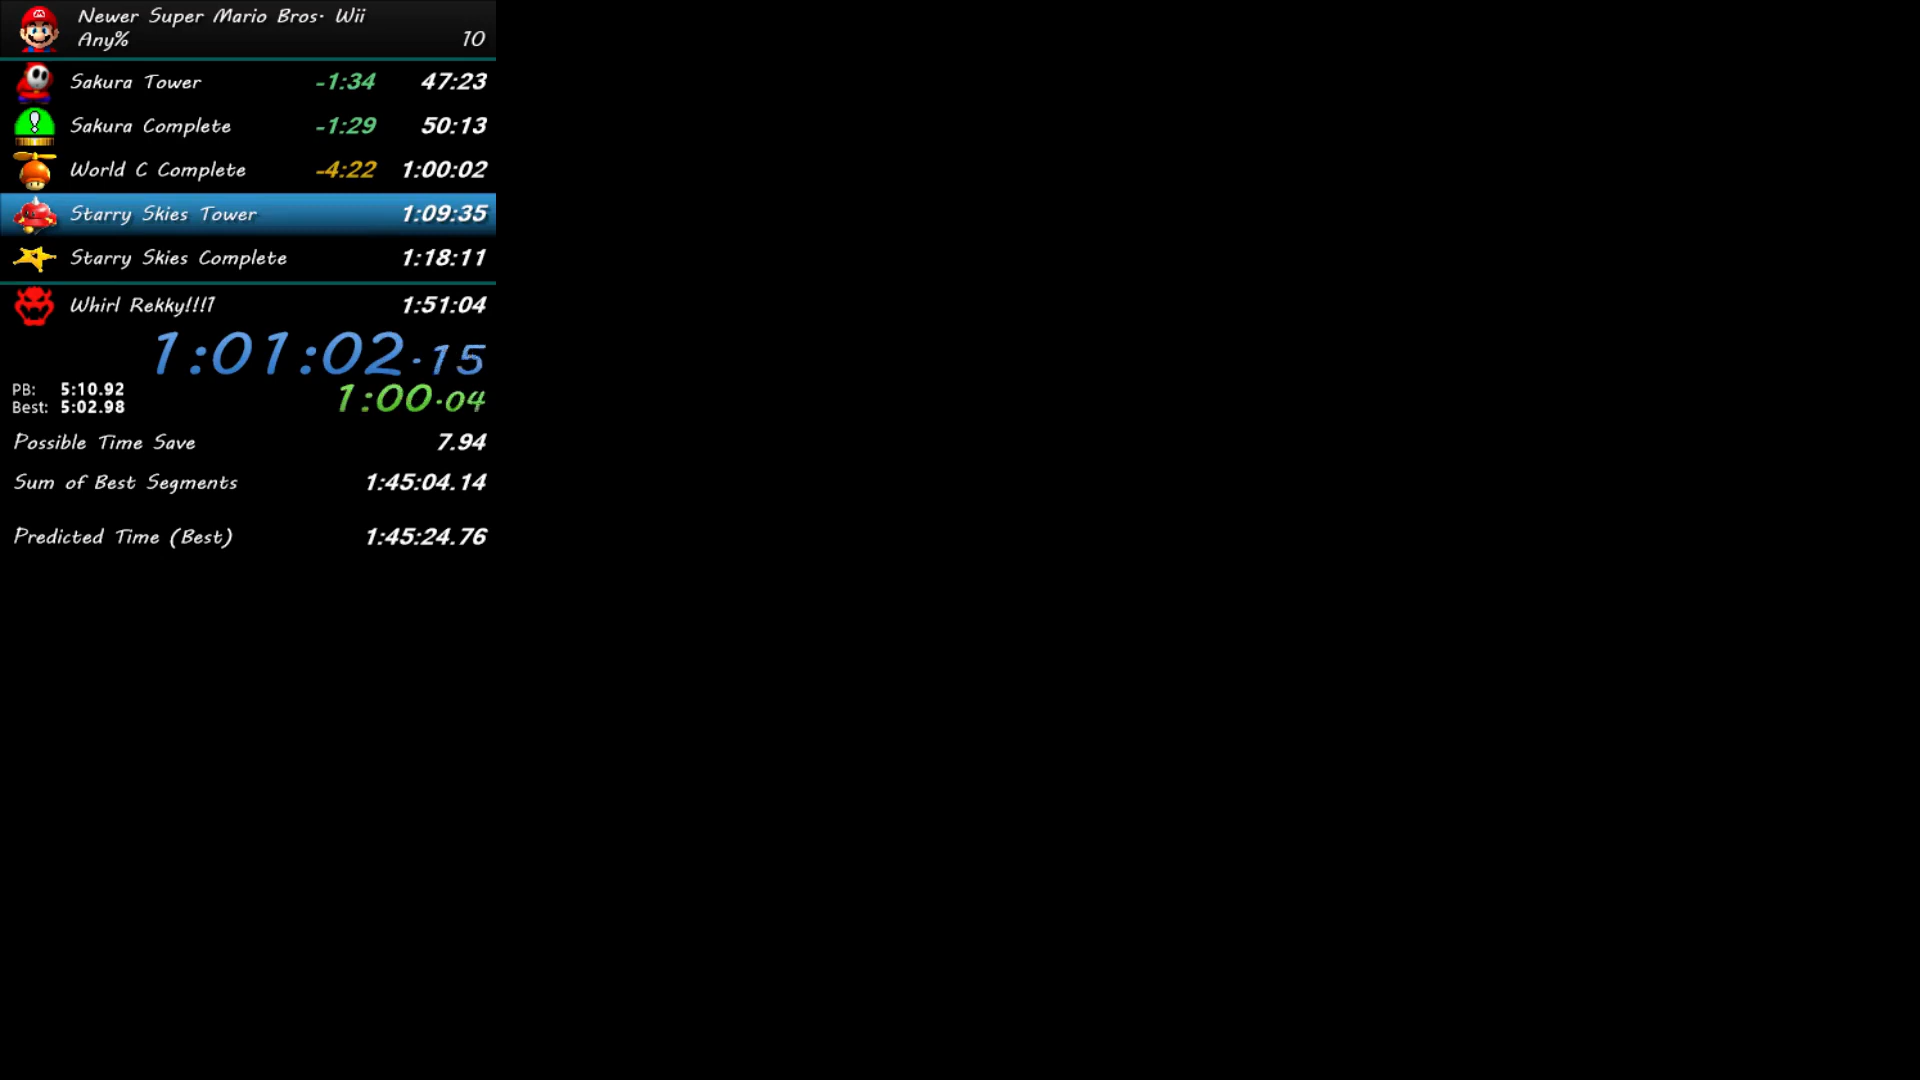 Newer Super Mario Bros. Wii
Any% 10
Sakura Tower -1:34 47:23
Sakura Complete -1:29 50:13
World C Complete -4:22 1:00:02
Starry Skies Tower 1:09:35
Starry Skies Complete 1:18:11
Whirl Rekky!!!1 1:51:04
1:01:02.15
PB: 5:10.92 1:00.04
Best: 5:02.98
Possible Time Save 7.94
Sum of Best Segments 1:45:04.14
Predicted Time (Best) 1:45:24.76